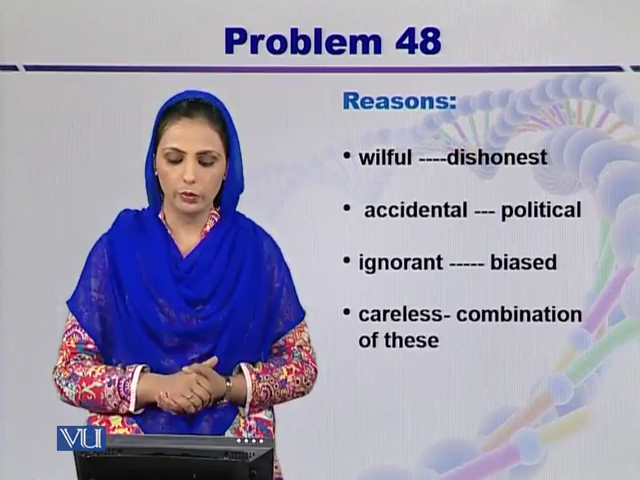 Problem 48
Reasons:
• wilful ----dishonest
• accidental --- political
• ignorant ----- biased
• careless- combination
of these
VU